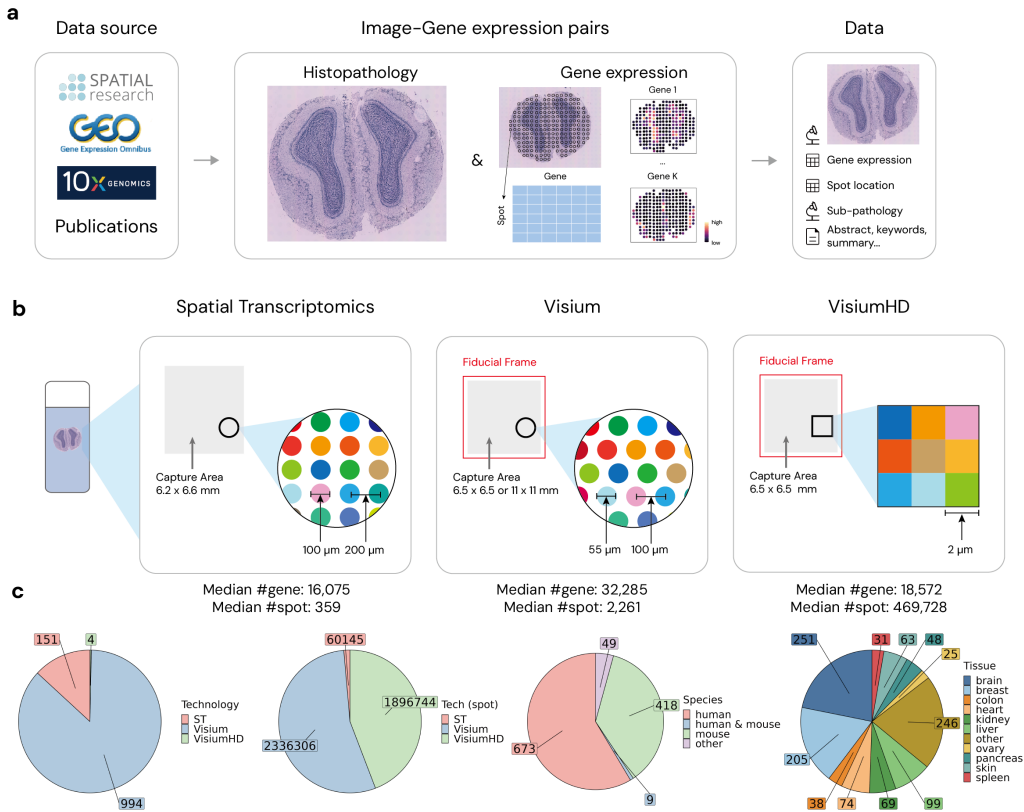 a
Data source
Image-Gene expression pairs
Data
SPATIAL
research
GEO
Gene Expression Omnibus
10X GENOMICS
Publications
Histopathology
&
Gene expression
Gene 1
...
Gene K
Gene
Spot
high
low
Gene expression
Spot location
Sub-pathology
Abstract, keywords,
summary...
b
Spatial Transcriptomics
Visium
VisiumHD
Capture Area
6.2 x 6.6 mm
100 µm
200 µm
Fiducial Frame
Capture Area
6.5 x 6.5 or 11 x 11 mm
55 µm
100 µm
Fiducial Frame
Capture Area
6.5 x 6.5 mm
2 µm
Median #gene: 16,075
Median #spot: 359
Median #gene: 32,285
Median #spot: 2,261
Median #gene: 18,572
Median #spot: 469,728
c
151
4
994
Technology
ST
Visium
VisiumHD
60145
1896744
2336306
Tech (spot)
ST
Visium
VisiumHD
49
418
673
9
Species
human
human & mouse
mouse
other
251
31
63
48
25
246
205
38
74
69
99
Tissue
brain
breast
colon
heart
kidney
liver
other
ovary
pancreas
skin
spleen